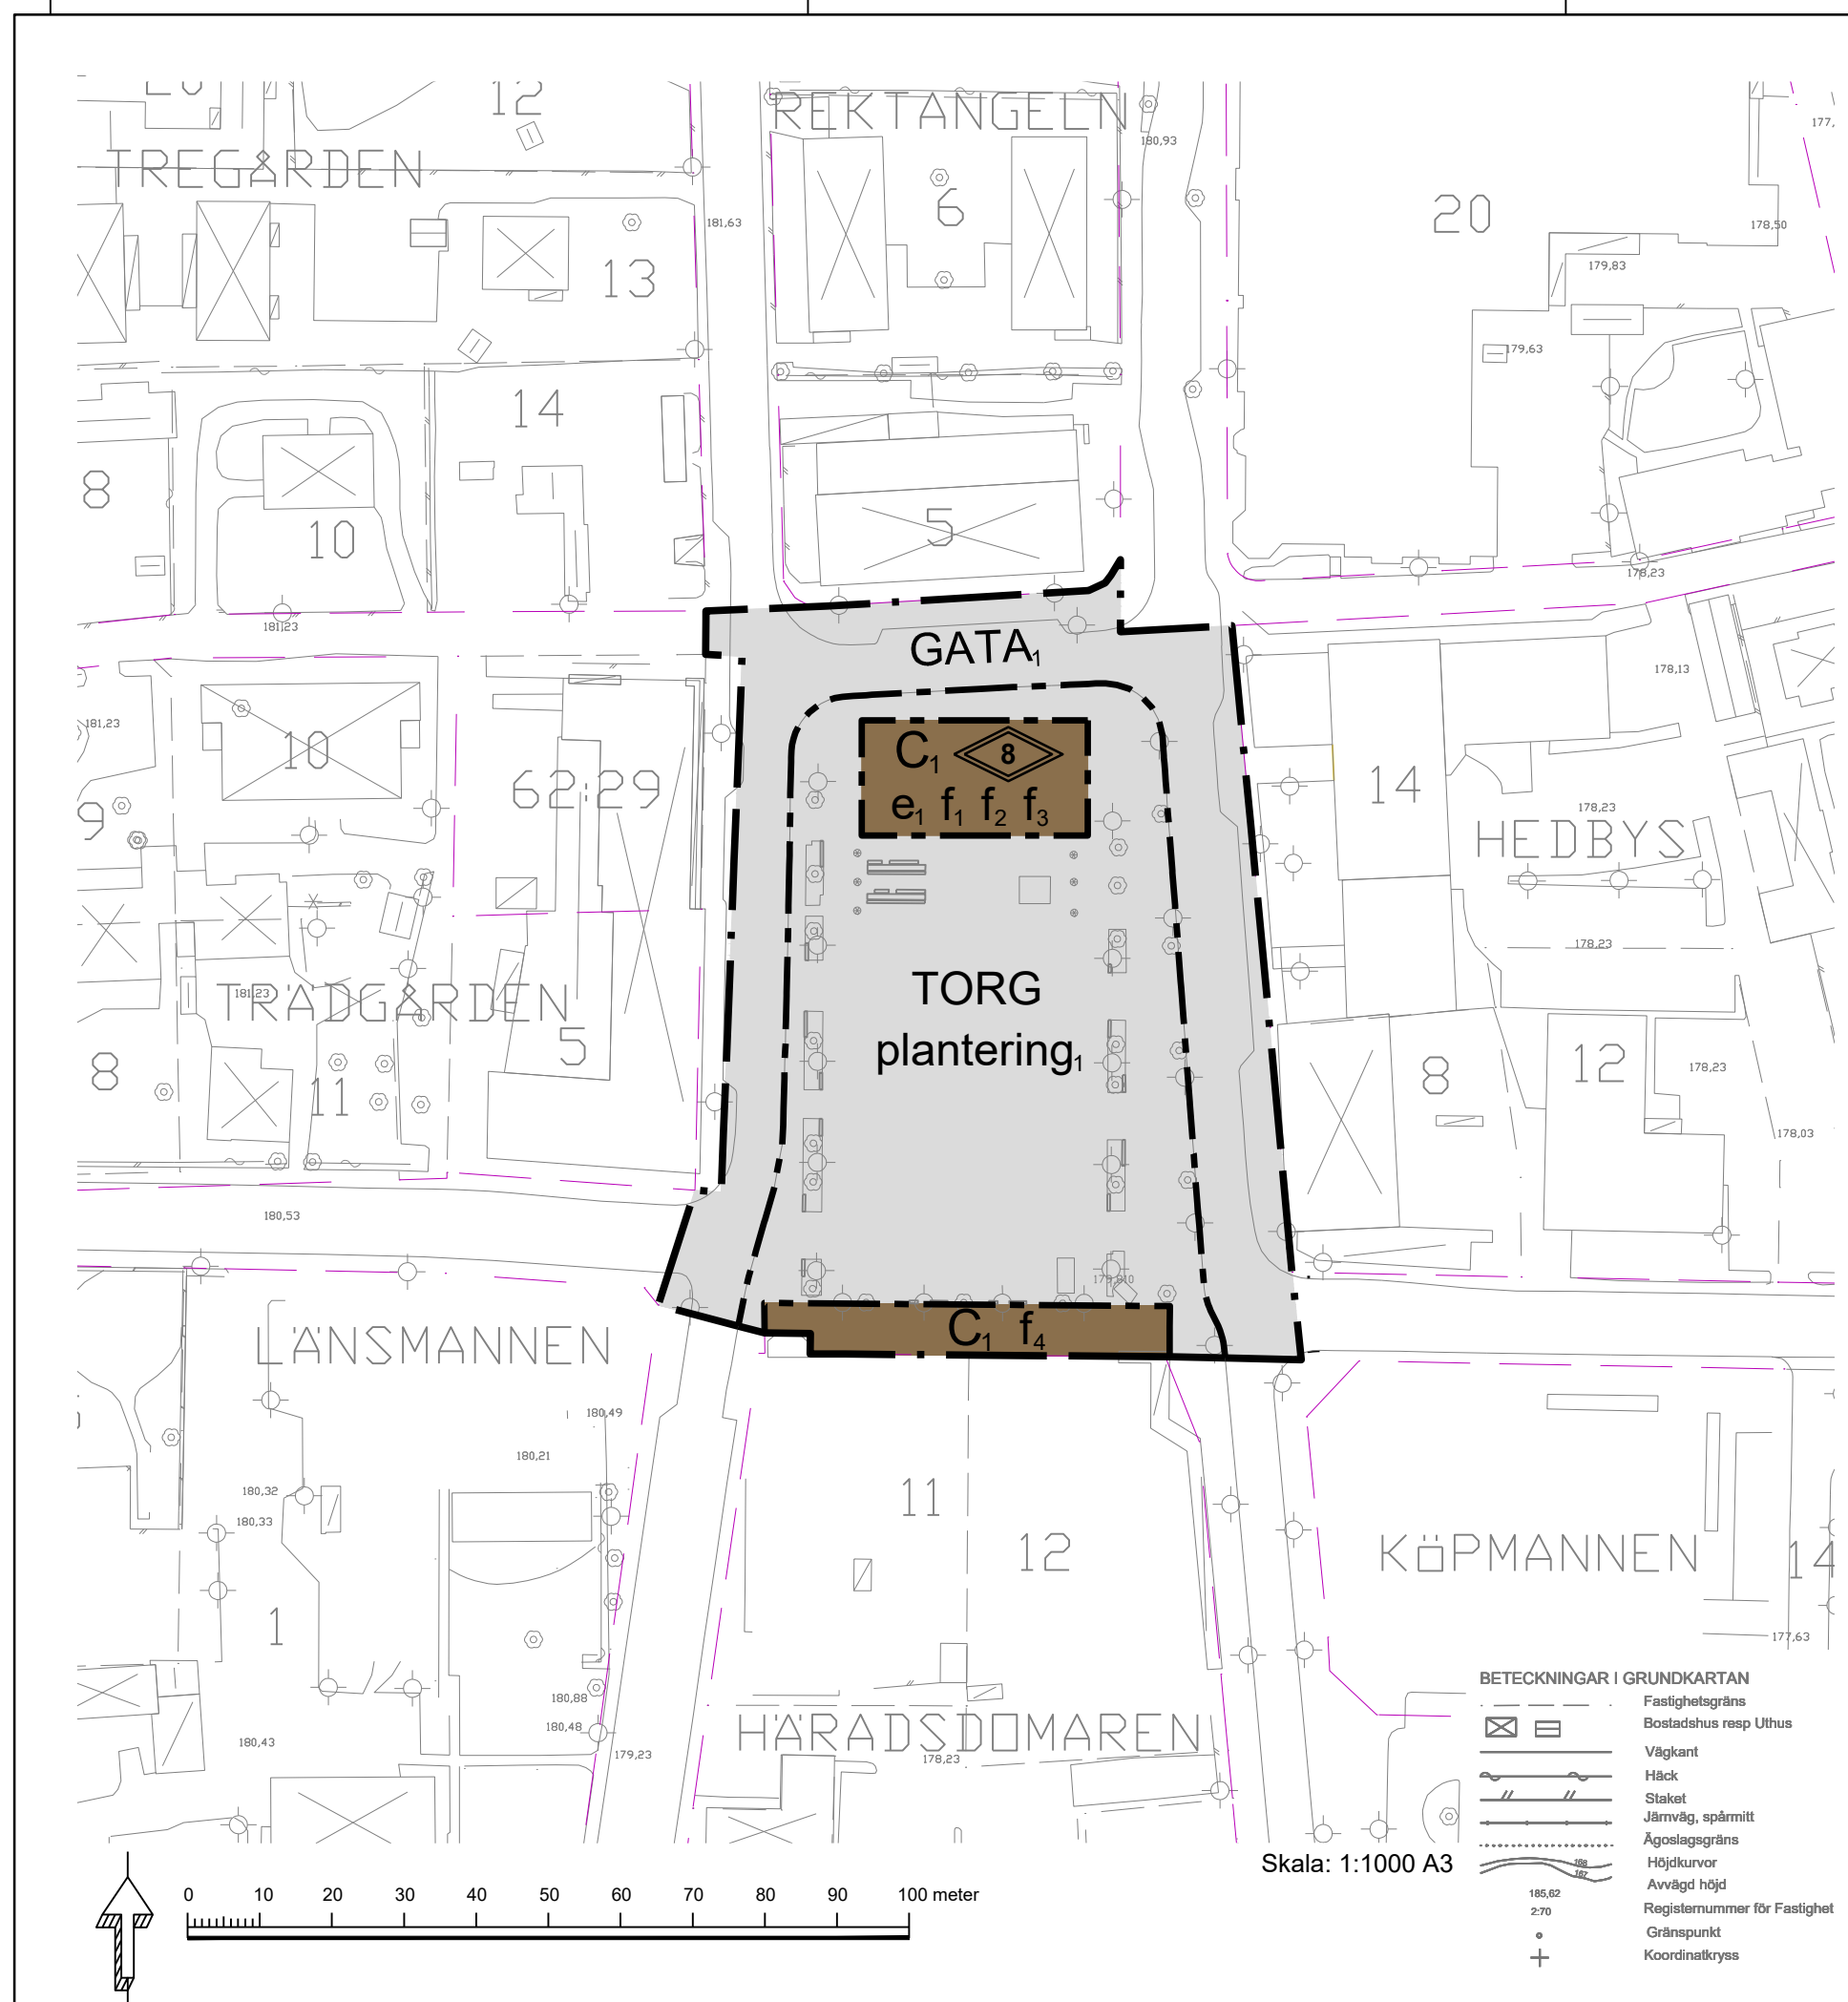 12
REKTANGELN
180,93
177,
TREGÅRDEN
6
20
181,63
178,50
13
179,83
179,63
14
8
5
10
178,23
181,23
GATA1
178,13
181,23
10
62:29
C1 8
14
9
e1 f1 f2 f3
178,23
HEDBYS
178,23
TORG
181,23
TRÄDGÅRDEN
5
plantering1
8
11
8
12
178,23
178,03
180,53
179,810
C1 f4
LÄNSMANNEN
180,49
180,21
11
180,32
180,33
12
KÖPMANNEN
14
1
177,63
180,88
180,48
HÄRADSDOMAREN
180,43
179,23
178,23
BETECKNINGAR I GRUNDKARTAN
Fastighetsgräns
Bostadshus resp Uthus
Vägkant
Häck
Staket
Järnväg, spårmitt
Ägoslagsgräns
168
167
Höjdkurvor
185,62 Avvägd höjd
2:70 Registernummer för Fastighet
Gränspunkt
Koordinatkryss
Skala: 1:1000 A3
0 10 20 30 40 50 60 70 80 90 100 meter